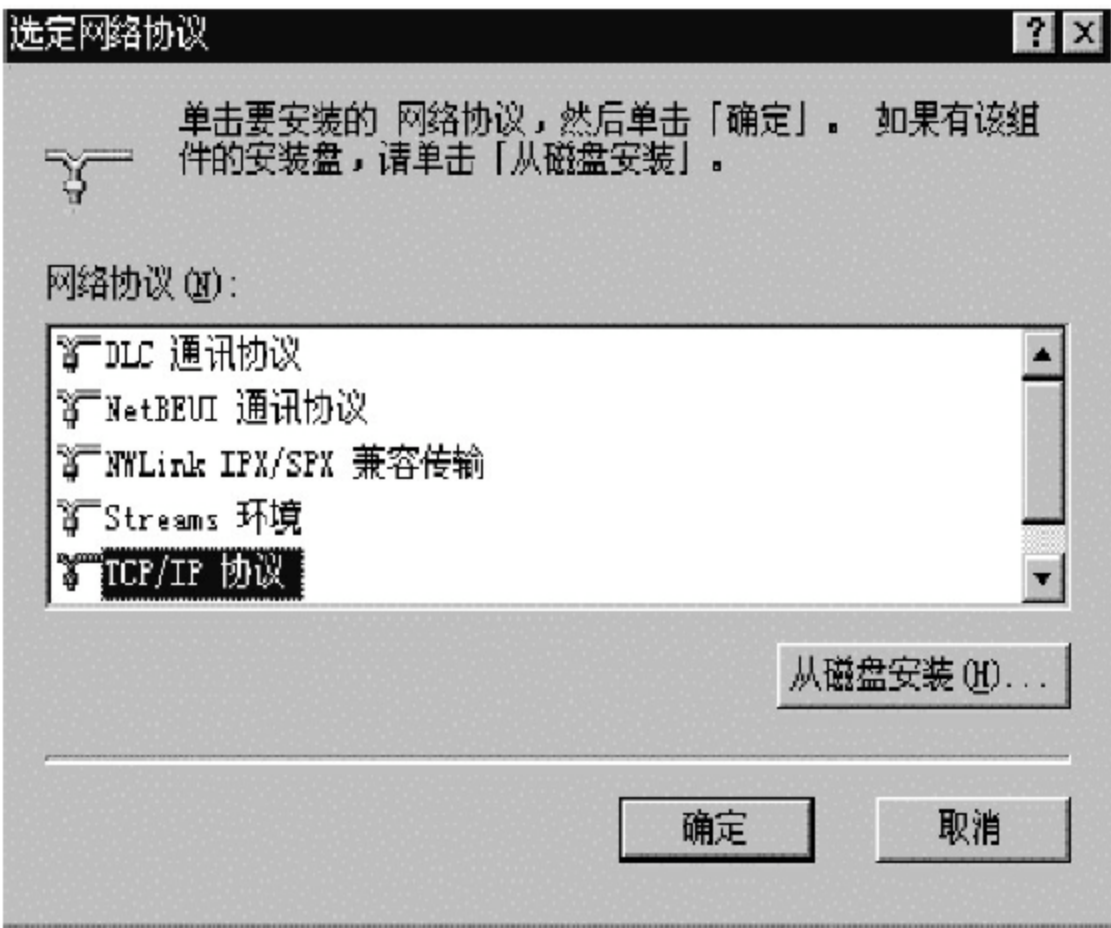 选定网络协议
单击要安装的 网络协议,然后单击「确定」。 如果有该组
件的安装盘,请单击「从磁盘安装」。
网络协议(N):
DLC 通讯协议
NetBEUI 通讯协议
NWLink IPX/SPX 兼容传输
Streams 环境
TCP/IP 协议
从磁盘安装(H)...
确定
取消